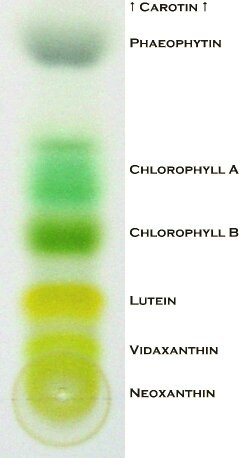 ↑ Carotin ↑
Phaeophytin
Chlorophyll A
Chlorophyll B
Lutein
Vidaxanthin
Neoxanthin